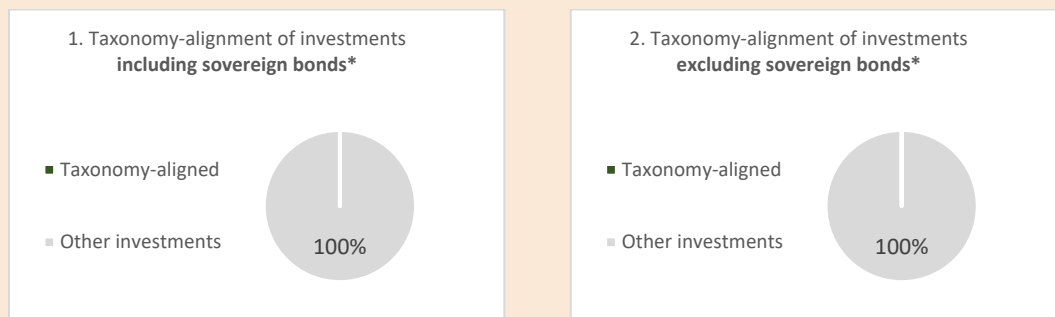 1. Taxonomy-alignment of investments
including sovereign bonds*
Taxonomy-aligned
Other investments
100%
2. Taxonomy-alignment of investments
excluding sovereign bonds*
Taxonomy-aligned
Other investments
100%